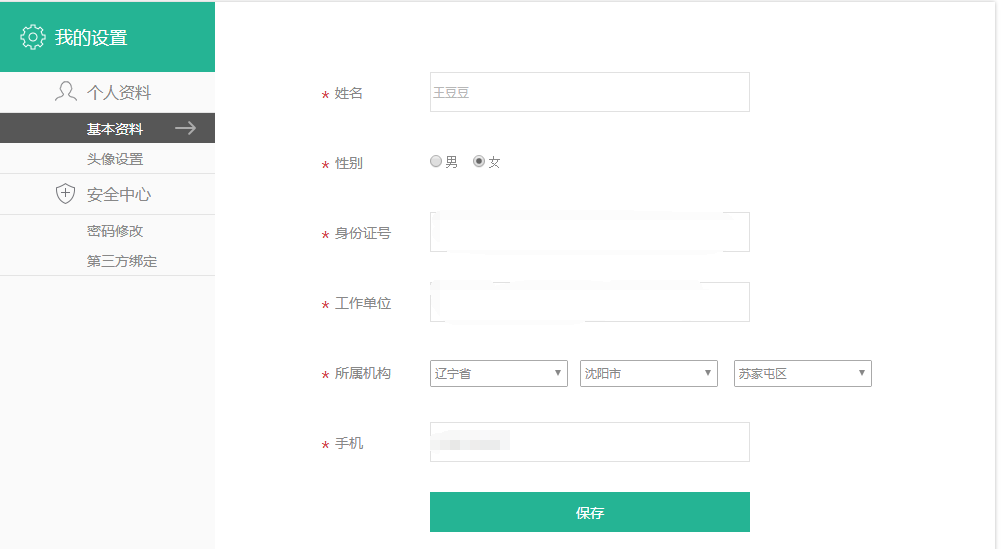 我的设置
个人资料
基本资料
头像设置
安全中心
密码修改
第三方绑定
* 姓名 王豆豆
* 性别 男 女
* 身份证号
* 工作单位
* 所属机构 辽宁省 沈阳市 苏家屯区
* 手机
保存